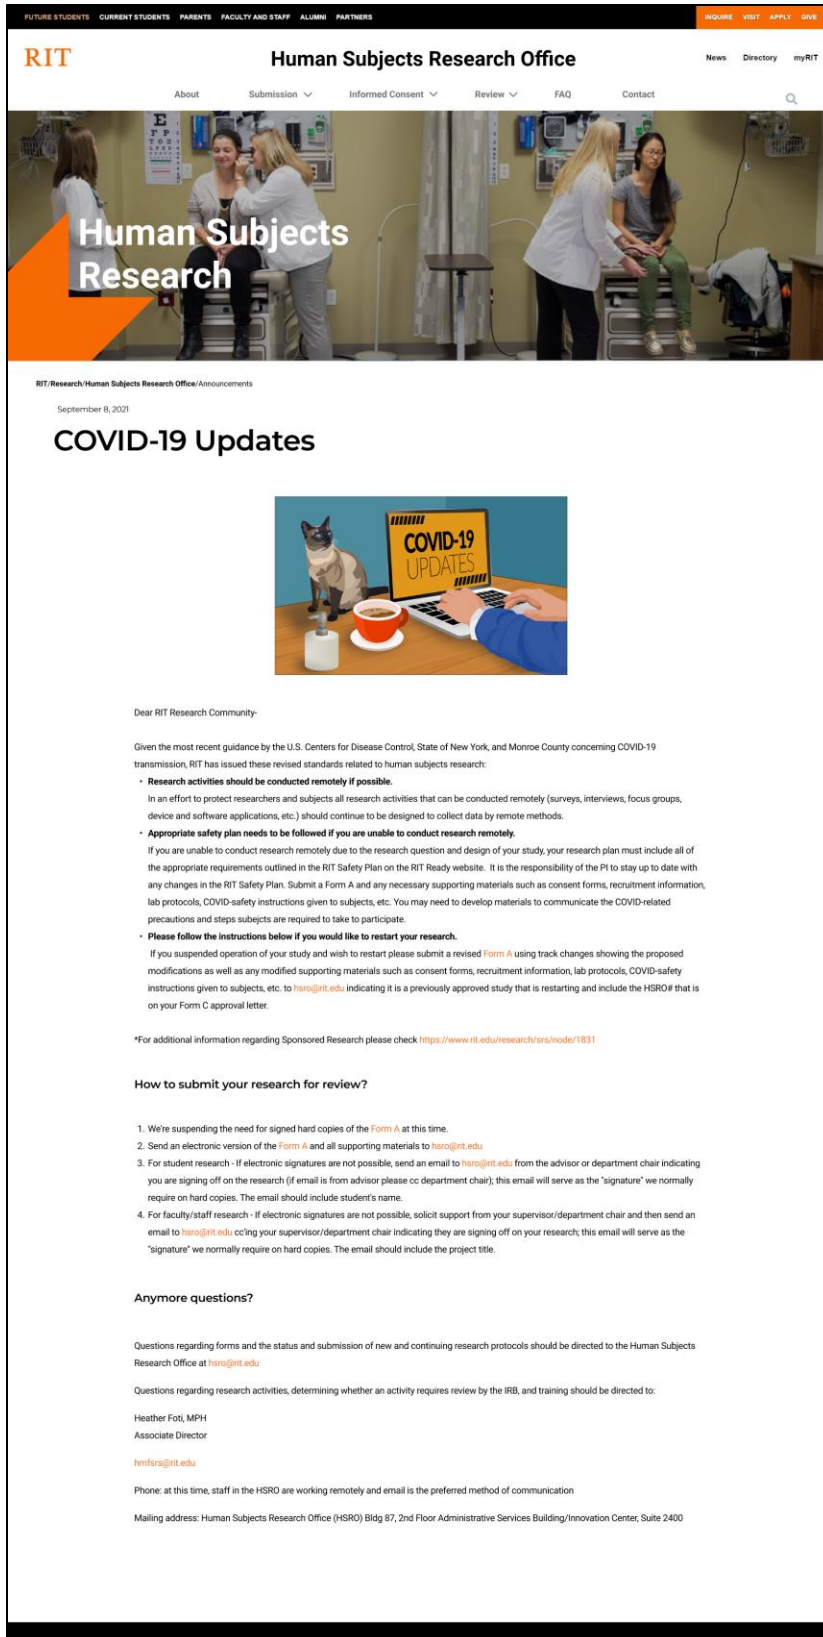 FUTURE STUDENTS CURRENT STUDENTS PARENTS FACULTY AND STAFF ALUMNI PARTNERS INQUIRE VISIT APPLY GIVE
RIT
Human Subjects Research Office
News Directory myRIT
About Submission Informed Consent Review FAQ Contact
E
F P
T O Z
Human Subjects
Research
RIT/Research/Human Subjects Research Office/Announcements
September 8, 2021
COVID-19 Updates
COVID-19
UPDATES
Dear RIT Research Community-
Given the most recent guidance by the U.S. Centers for Disease Control, State of New York, and Monroe County concerning COVID-19
transmission, RIT has issued these revised standards related to human subjects research:
• Research activities should be conducted remotely if possible.
In an effort to protect researchers and subjects all research activities that can be conducted remotely (surveys, interviews, focus groups,
device and software applications, etc.) should continue to be designed to collect data by remote methods.
• Appropriate safety plan needs to be followed if you are unable to conduct research remotely.
If you are unable to conduct research remotely due to the research question and design of your study, your research plan must include all of
the appropriate requirements outlined in the RIT Safety Plan on the RIT Ready website. It is the responsibility of the PI to stay up to date with
any changes in the RIT Safety Plan. Submit a Form A and any necessary supporting materials such as consent forms, recruitment information,
lab protocols, COVID-safety instructions given to subjects, etc. You may need to develop materials to communicate the COVID-related
precautions and steps subejcts are required to take to participate.
• Please follow the instructions below if you would like to restart your research.
If you suspended operation of your study and wish to restart please submit a revised Form A using track changes showing the proposed
modifications as well as any modified supporting materials such as consent forms, recruitment information, lab protocols, COVID-safety
instructions given to subjects, etc. to hsro@rit.edu indicating it is a previously approved study that is restarting and include the HSRO# that is
on your Form C approval letter.
*For additional information regarding Sponsored Research please check https://www.rit.edu/research/srs/node/1831
How to submit your research for review?
1. We're suspending the need for signed hard copies of the Form A at this time.
2. Send an electronic version of the Form A and all supporting materials to hsro@rit.edu
3. For student research - If electronic signatures are not possible, send an email to hsro@rit.edu from the advisor or department chair indicating
you are signing off on the research (if email is from advisor please cc department chair); this email will serve as the "signature" we normally
require on hard copies. The email should include student's name.
4. For faculty/staff research - If electronic signatures are not possible, solicit support from your supervisor/department chair and then send an
email to hsro@rit.edu cc'ing your supervisor/department chair indicating they are signing off on your research; this email will serve as the
"signature" we normally require on hard copies. The email should include the project title.
Anymore questions?
Questions regarding forms and the status and submission of new and continuing research protocols should be directed to the Human Subjects
Research Office at hsro@rit.edu
Questions regarding research activities, determining whether an activity requires review by the IRB, and training should be directed to:
Heather Foti, MPH
Associate Director
hmfsrs@rit.edu
Phone: at this time, staff in the HSRO are working remotely and email is the preferred method of communication
Mailing address: Human Subjects Research Office (HSRO) Bldg 87, 2nd Floor Administrative Services Building/Innovation Center, Suite 2400